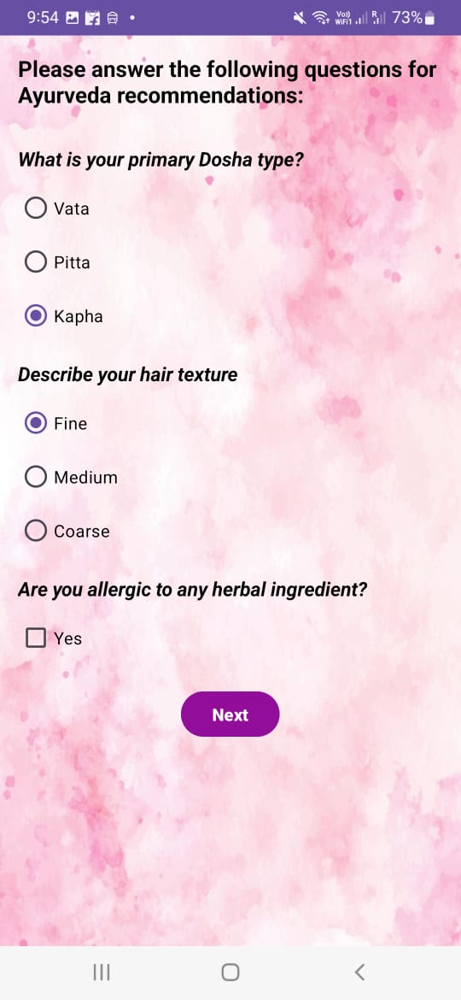 9:54
Vo)) WiFi1 R 73%
Please answer the following questions for
Ayurveda recommendations:
What is your primary Dosha type?
Vata
Pitta
Kapha
Describe your hair texture
Fine
Medium
Coarse
Are you allergic to any herbal ingredient?
Yes
Next